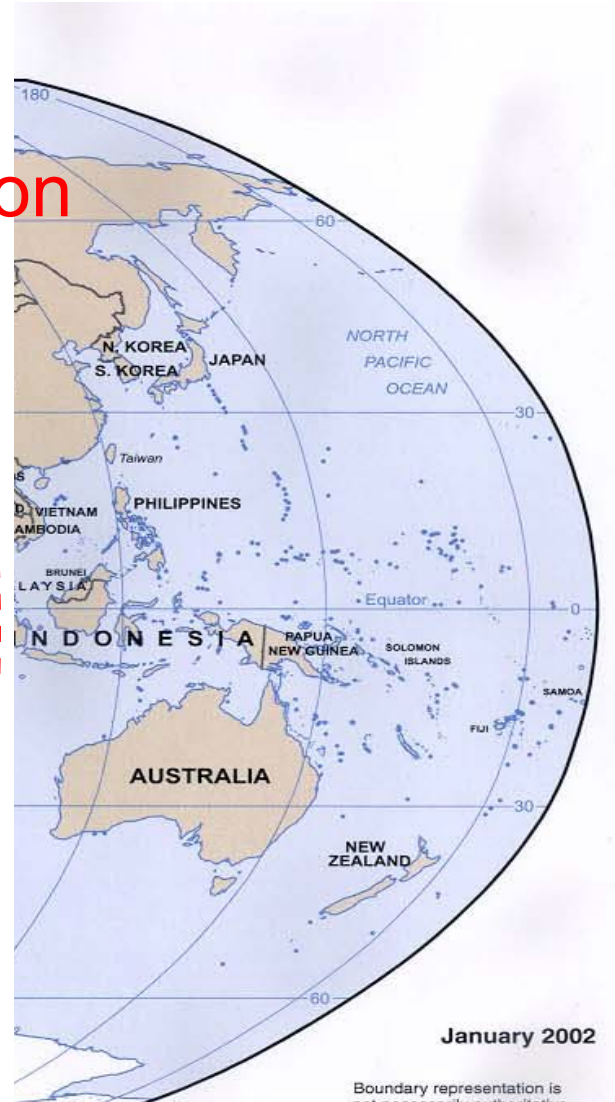 180
on
60
N. KOREA
S. KOREA
JAPAN
NORTH
PACIFIC
OCEAN
30
Taiwan
VIETNAM
AMBODIA
PHILIPPINES
BRUNEI
LAYSIA
Equator
0
INDONESIA
PAPUA
NEW GUINEA
SOLOMON
ISLANDS
SAMOA
FIJI
AUSTRALIA
30
NEW
ZEALAND
60
January 2002
Boundary representation is